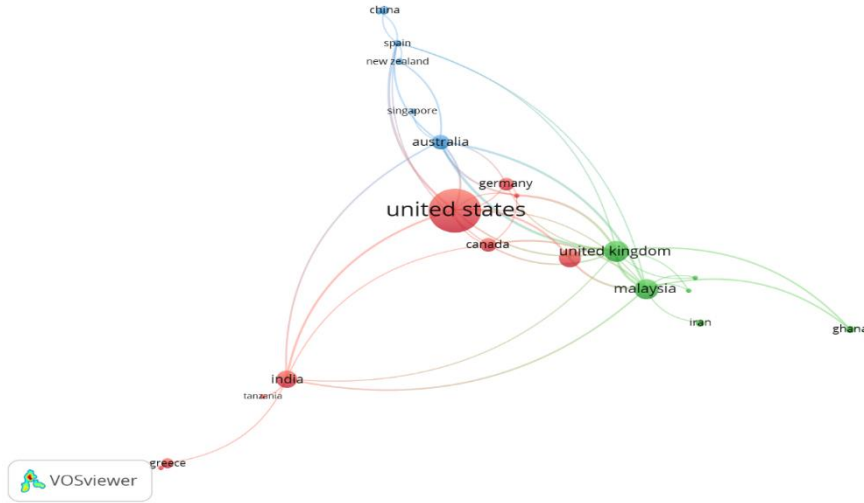 china
spain
new zealand
singapore
australia
germany
united states
canada
united kingdom
malaysia
iran
ghana
india
tanzania
greece
VOSviewer